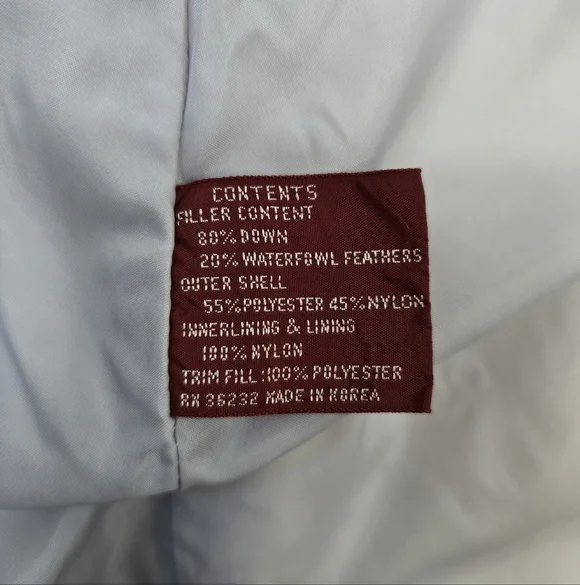 CONTENTS
FILLER CONTENT
80% DOWN
20% WATERFOWL FEATHERS
OUTER SHELL
55% POLYESTER 45% NYLON
INNERLINING & LINING
100% NYLON
TRIM FILL:100% POLYESTER
RN 36232 MADE IN KOREA